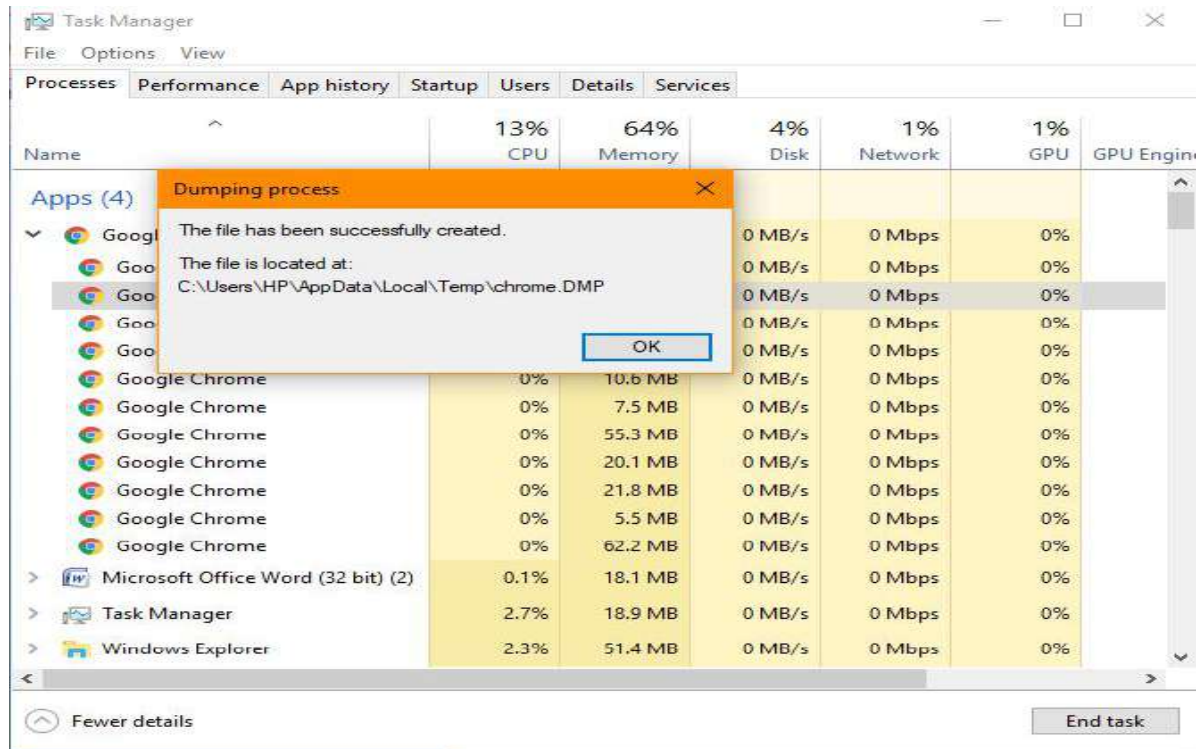 Task Manager
File Options View
Processes Performance App history Startup Users Details Services
13% 64% 4% 1% 1%
Name CPU Memory Disk Network GPU GPU Engine
Apps (4)
Dumping process
The file has been successfully created.
The file is located at:
C:\Users\HP\AppData\Local\Temp\chrome.DMP
OK
Googl 0 MB/s 0 Mbps 0%
Goo 0 MB/s 0 Mbps 0%
Goo 0 MB/s 0 Mbps 0%
Goo 0 MB/s 0 Mbps 0%
Goo 0 MB/s 0 Mbps 0%
Google Chrome 0% 10.6 MB 0 MB/s 0 Mbps 0%
Google Chrome 0% 7.5 MB 0 MB/s 0 Mbps 0%
Google Chrome 0% 55.3 MB 0 MB/s 0 Mbps 0%
Google Chrome 0% 20.1 MB 0 MB/s 0 Mbps 0%
Google Chrome 0% 21.8 MB 0 MB/s 0 Mbps 0%
Google Chrome 0% 5.5 MB 0 MB/s 0 Mbps 0%
Google Chrome 0% 62.2 MB 0 MB/s 0 Mbps 0%
Microsoft Office Word (32 bit) (2) 0.1% 18.1 MB 0 MB/s 0 Mbps 0%
Task Manager 2.7% 18.9 MB 0 MB/s 0 Mbps 0%
Windows Explorer 2.3% 51.4 MB 0 MB/s 0 Mbps 0%
Fewer details End task